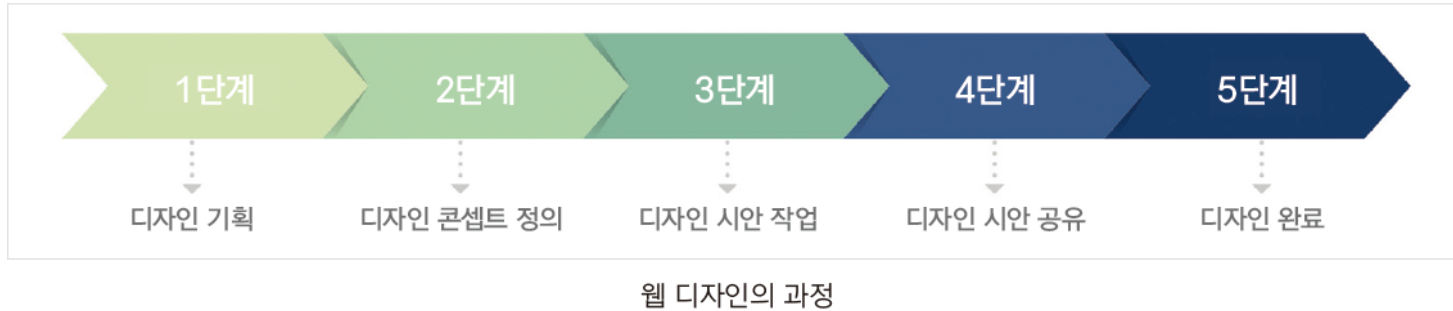 1단계 2단계 3단계 4단계 5단계
디자인 기획 디자인 콘셉트 정의 디자인 시안 작업 디자인 시안 공유 디자인 완료
웹 디자인의 과정